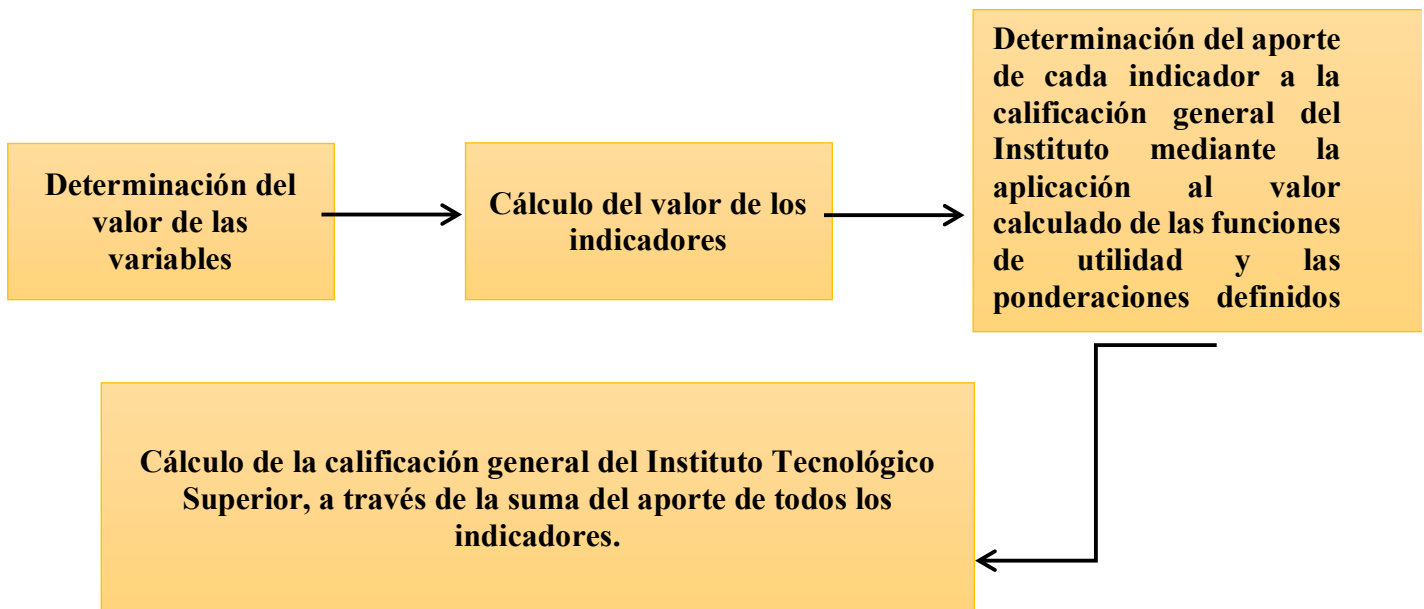 Determinación del
valor de las
variables
Cálculo del valor de los
indicadores
Determinación del aporte
de cada indicador a la
calificación general del
Instituto mediante la
aplicación al valor
calculado de las funciones
de utilidad y las
ponderaciones definidos
Cálculo de la calificación general del Instituto Tecnológico
Superior, a través de la suma del aporte de todos los
indicadores.